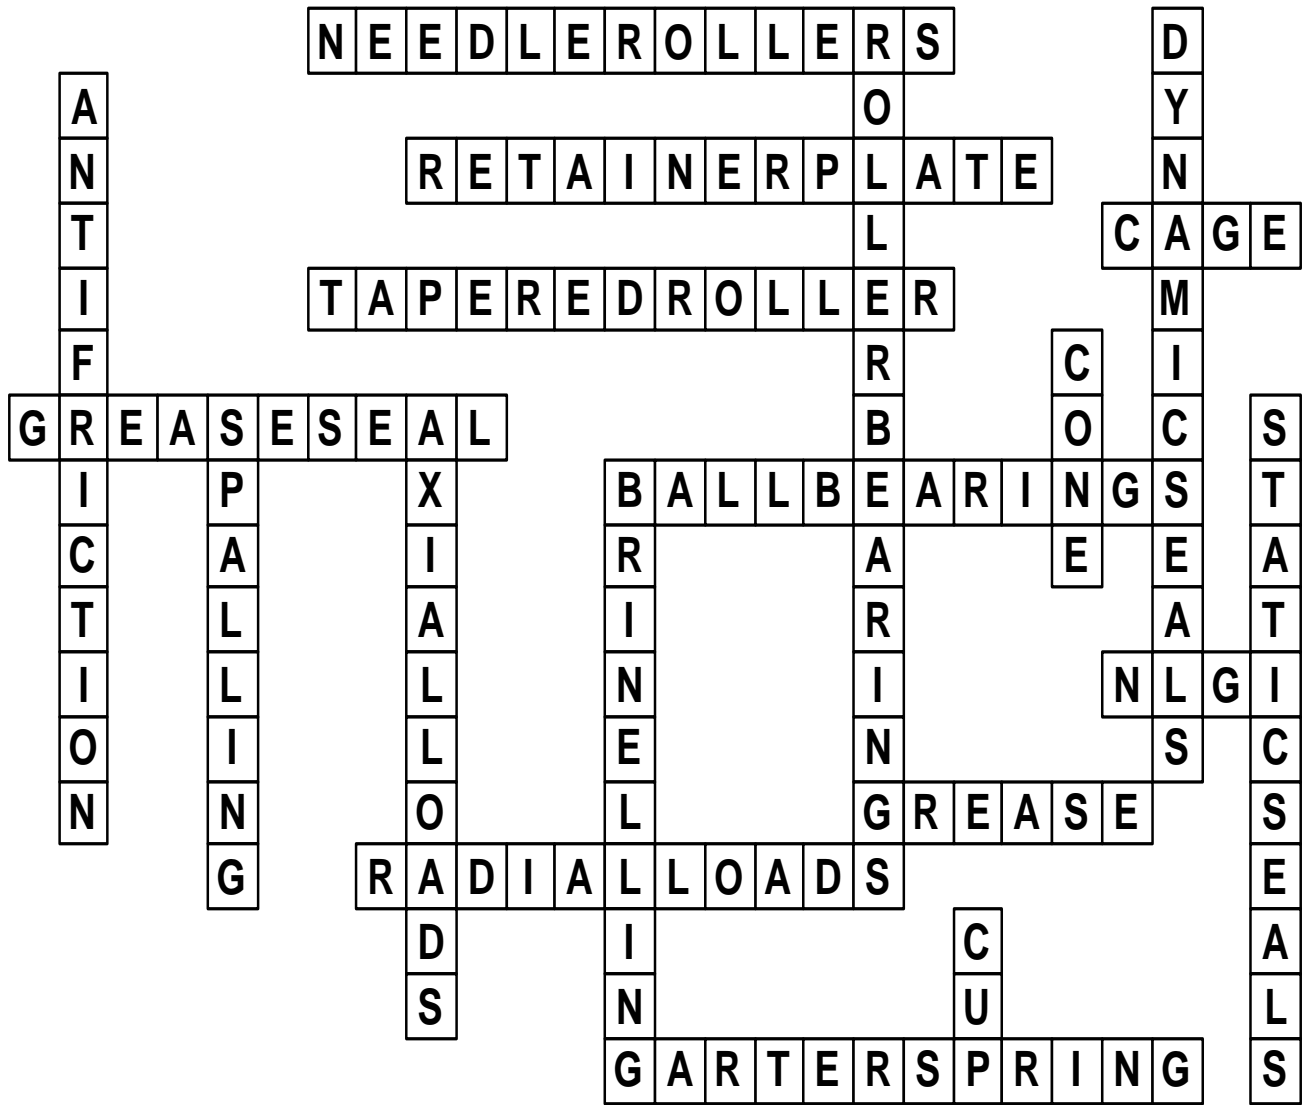 NEEDLEROLLERS
DYNAMICSEALS
ANTIFRICTION
ROLLERBEARINGS
RETAINERPLATE
CAGE
TAPEREDROLLER
CONE
GREASESEAL
SPALLING
AXIALLOADS
STATICSEALS
BALLBEARINGS
BRINELLING
NLGI
GREASE
RADIALLOADS
CUP
GARTERSPRING